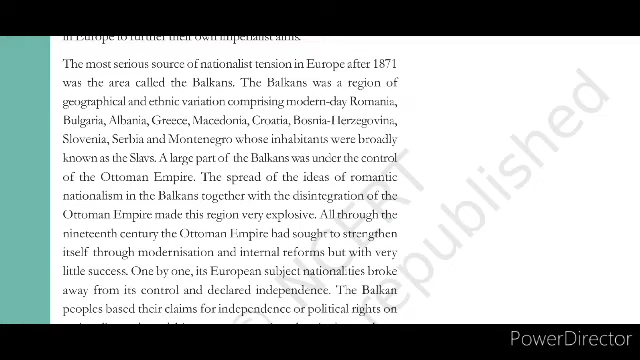 in Europe to further their own imperialist aims.
The most serious source of nationalist tension in Europe after 1871
was the area called the Balkans. The Balkans was a region of
geographical and ethnic variation comprising modern-day Romania,
Bulgaria, Albania, Greece, Macedonia, Croatia, Bosnia-Herzegovina,
Slovenia, Serbia and Montenegro whose inhabitants were broadly
known as the Slavs. A large part of the Balkans was under the control
of the Ottoman Empire. The spread of the ideas of romantic
nationalism in the Balkans together with the disintegration of the
Ottoman Empire made this region very explosive. All through the
nineteenth century the Ottoman Empire had sought to strengthen
itself through modernisation and internal reforms but with very
little success. One by one, its European subject nationalities broke
away from its control and declared independence. The Balkan
peoples based their claims for independence or political rights on
NCERT
republished
PowerDirector